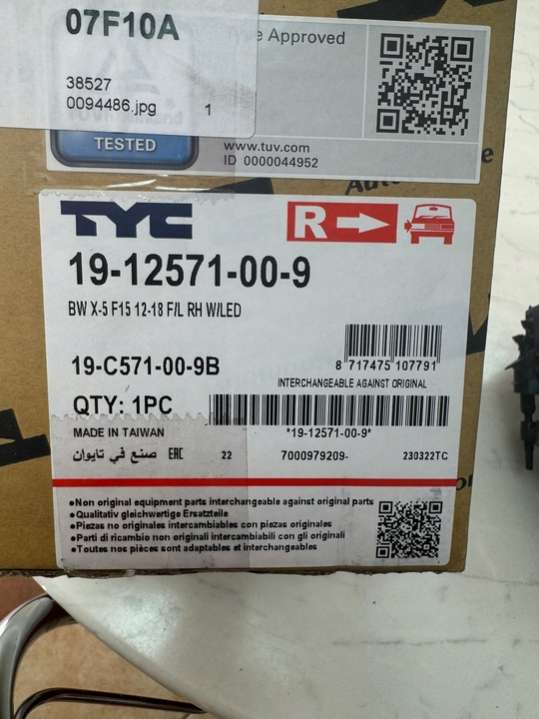 07F10A
38527
0094486.jpg
1
Approved
TESTED
www.tuv.com
ID 0000044952
TYC
R
19-12571-00-9
BW X-5 F15 12-18 F/L RH W/LED
19-C571-00-9B
8 717475 107791
INTERCHANGEABLE AGAINST ORIGINAL
QTY: 1PC
MADE IN TAIWAN
*19-12571-00-9*
صنع في تايوان EAC 22 7000979209- 230322TC
•Non original equipment parts interchangeable against original parts
•Qualitativ gleichwertige Ersatzteile
•Piezas no originales intercambiables con piezas originales
•Parti di ricambio non originali intercambiabili con gli originali
•Toutes nos pièces sont adaptables et interchangeables